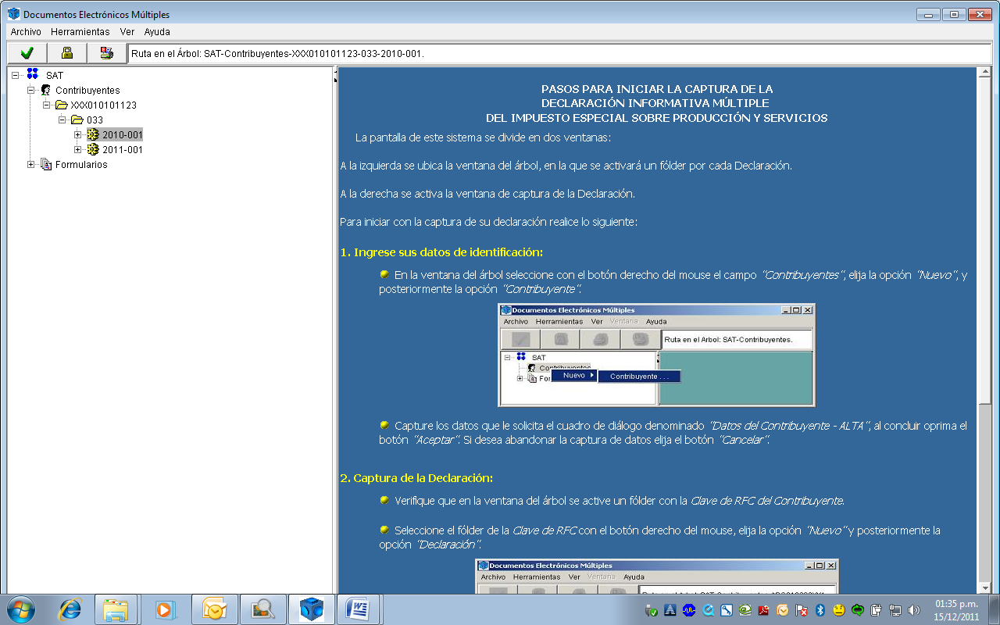 Documentos Electrónicos Múltiples
Archivo Herramientas Ver Ayuda
Ruta en el Árbol: SAT-Contribuyentes-XXX010101123-033-2010-001.
SAT
Contribuyentes
XXX010101123
033
2010-001
2011-001
Formularios
PASOS PARA INICIAR LA CAPTURA DE LA
DECLARACIÓN INFORMATIVA MÚLTIPLE
DEL IMPUESTO ESPECIAL SOBRE PRODUCCIÓN Y SERVICIOS
La pantalla de este sistema se divide en dos ventanas:
A la izquierda se ubica la ventana del árbol, en la que se activará un fólder por cada Declaración.
A la derecha se activa la ventana de captura de la Declaración.
Para iniciar con la captura de su declaración realice lo siguiente:
1. Ingrese sus datos de identificación:
En la ventana del árbol seleccione con el botón derecho del mouse el campo “Contribuyentes“, elija la opción “Nuevo“, y
posteriormente la opción “Contribuyente“.
Documentos Electrónicos Múltiples
Archivo Herramientas Ver Ventana Ayuda
Ruta en el Arbol: SAT-Contribuyentes.
SAT
Contribuyentes
For
Nuevo
Contribuyente . . .
Capture los datos que le solicita el cuadro de diálogo denominado “Datos del Contribuyente - ALTA“, al concluir oprima el
botón “Aceptar“. Si desea abandonar la captura de datos elija el botón “Cancelar“.
2. Captura de la Declaración:
Verifique que en la ventana del árbol se active un fólder con la Clave de RFC del Contribuyente.
Seleccione el fólder de la Clave de RFC con el botón derecho del mouse, elija la opción “Nuevo“ y posteriormente la
opción “Declaración“.
Documentos Electrónicos Múltiples
Archivo Herramientas Ver Ventana Ayuda
01:35 p.m.
15/12/2011